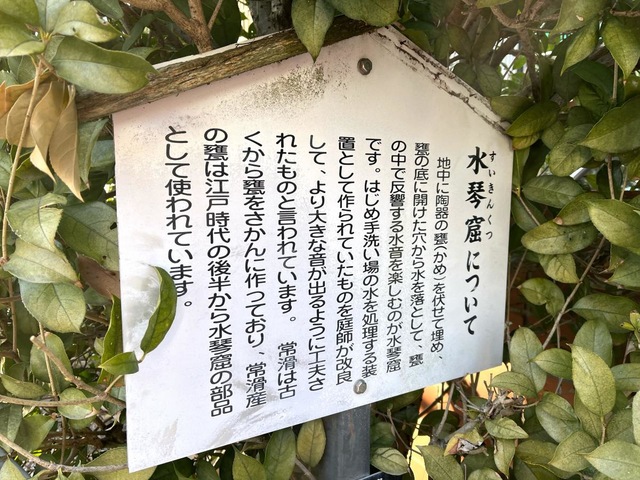 水琴窟について
すいきんくつ
地中に陶器の甕(かめ)を伏せて埋め、
甕の底に開けた穴から水を落として、甕
の中で反響する水音を楽しむのが水琴窟
です。はじめ手洗い場の水を処理する装
置として作られていたものを庭師が改良
して、より大きな音が出るように工夫さ
れたものと言われています。　常滑は古
くから甕をさかんに作っており、常滑産
の甕は江戸時代の後半から水琴窟の部品
として使われています。